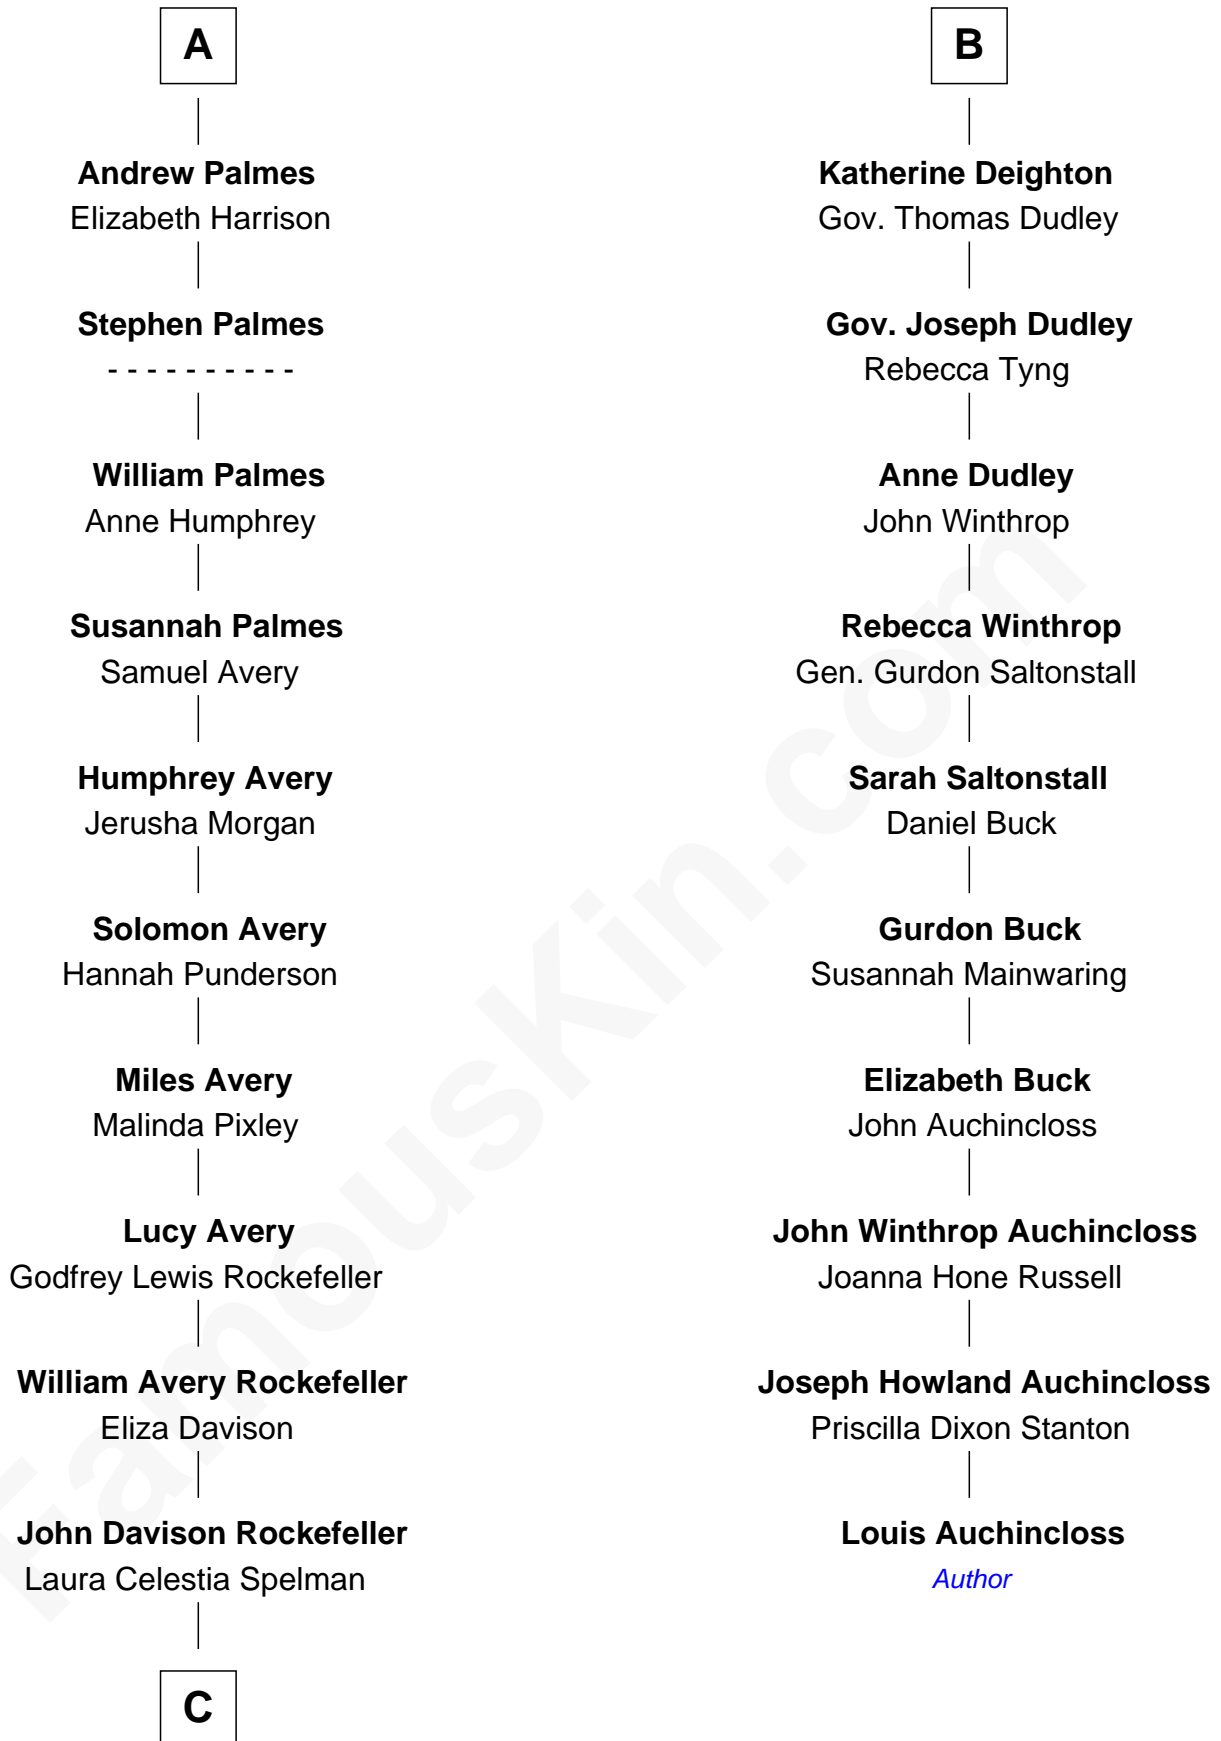 A
Andrew Palmes
Elizabeth Harrison
Stephen Palmes
- - - - - - - - - -
William Palmes
Anne Humphrey
Susannah Palmes
Samuel Avery
Humphrey Avery
Jerusha Morgan
Solomon Avery
Hannah Punderson
Miles Avery
Malinda Pixley
Lucy Avery
Godfrey Lewis Rockefeller
William Avery Rockefeller
Eliza Davison
John Davison Rockefeller
Laura Celestia Spelman
C
B
Katherine Deighton
Gov. Thomas Dudley
Gov. Joseph Dudley
Rebecca Tyng
Anne Dudley
John Winthrop
Rebecca Winthrop
Gen. Gurdon Saltonstall
Sarah Saltonstall
Daniel Buck
Gurdon Buck
Susannah Mainwaring
Elizabeth Buck
John Auchincloss
John Winthrop Auchincloss
Joanna Hone Russell
Joseph Howland Auchincloss
Priscilla Dixon Stanton
Louis Auchincloss
Author
FamousKin.com